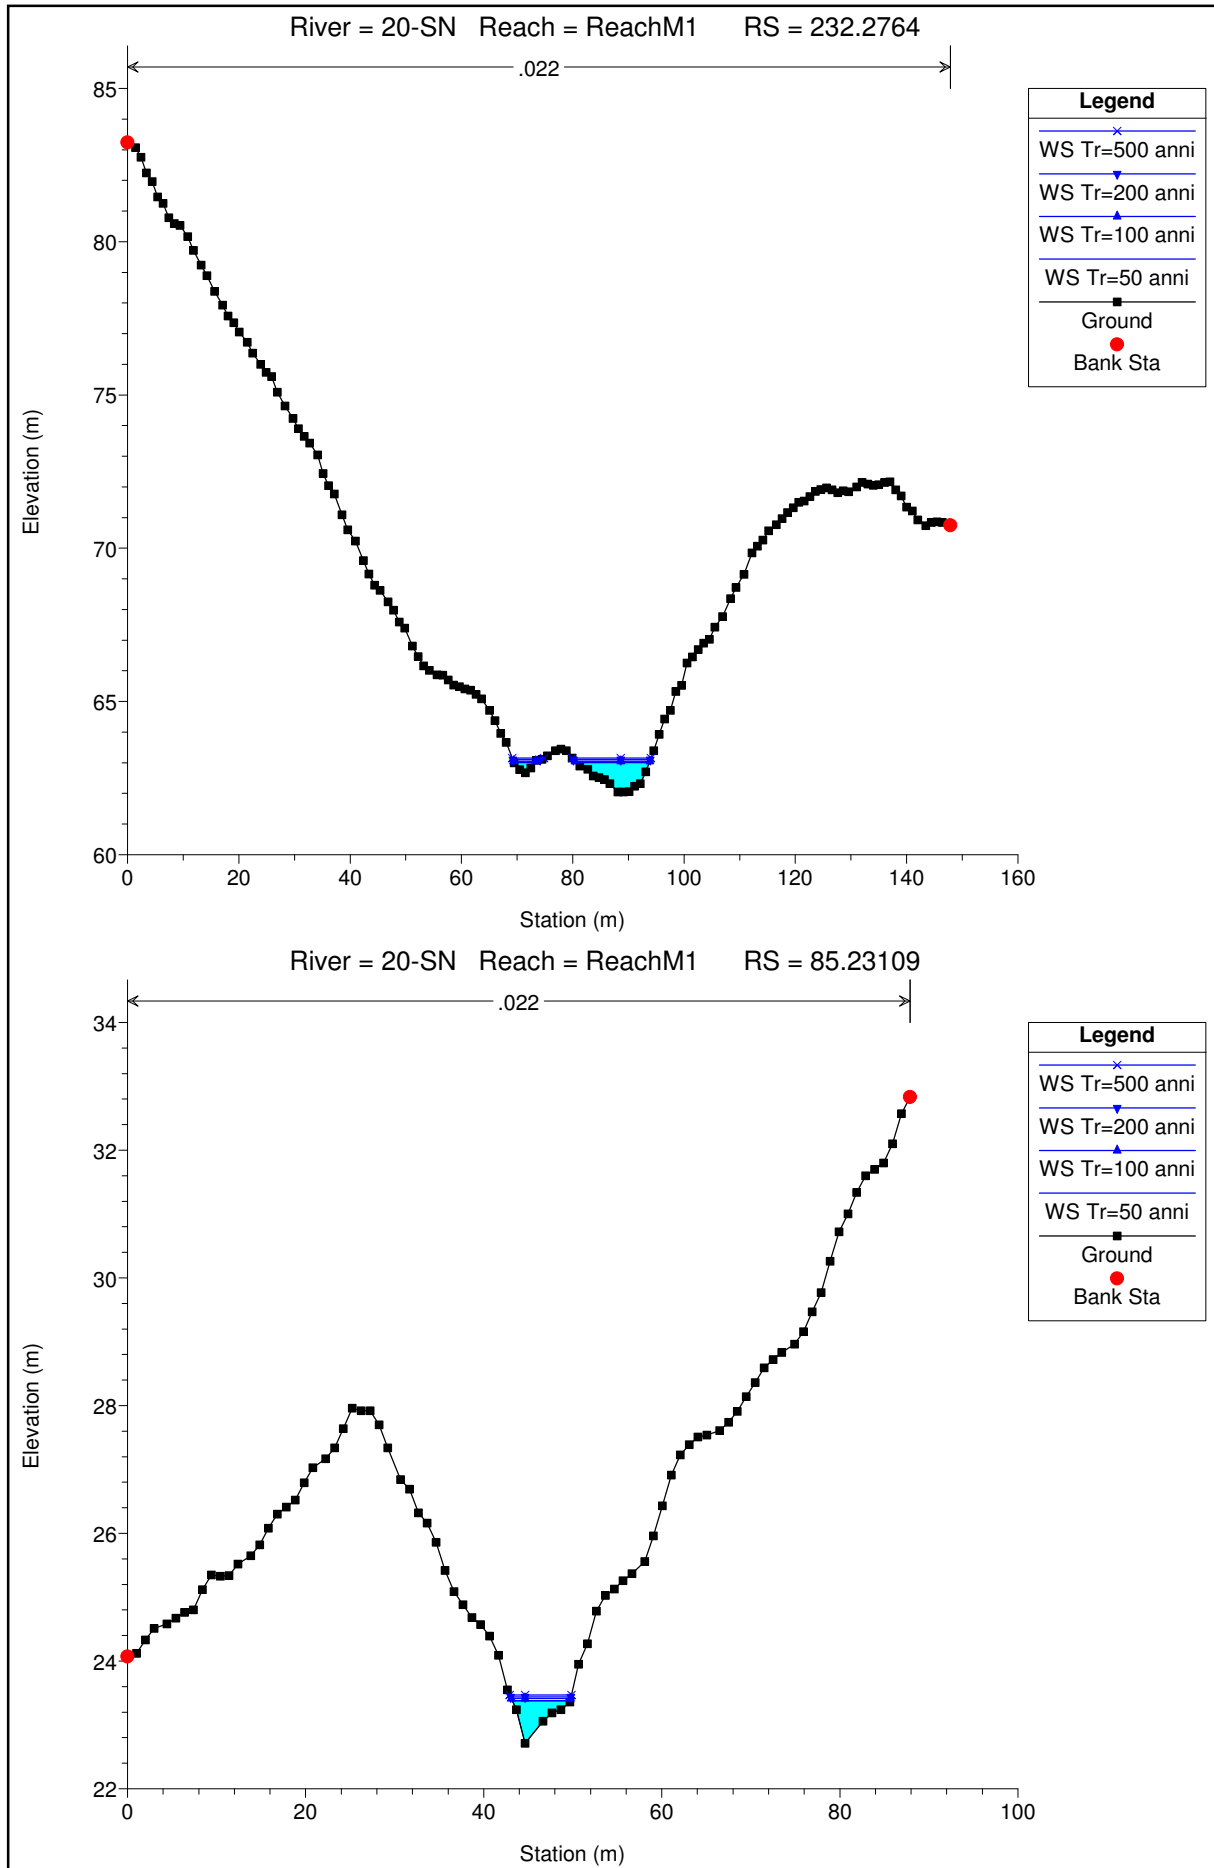 River = 20-SN   Reach = ReachM1      RS = 232.2764
.022
85
80
75
70
65
60
Elevation (m)
0 20 40 60 80 100 120 140 160
Station (m)
Legend
WS Tr=500 anni
WS Tr=200 anni
WS Tr=100 anni
WS Tr=50 anni
Ground
Bank Sta
River = 20-SN   Reach = ReachM1      RS = 85.23109
.022
34
32
30
28
26
24
22
Elevation (m)
0 20 40 60 80 100
Station (m)
Legend
WS Tr=500 anni
WS Tr=200 anni
WS Tr=100 anni
WS Tr=50 anni
Ground
Bank Sta